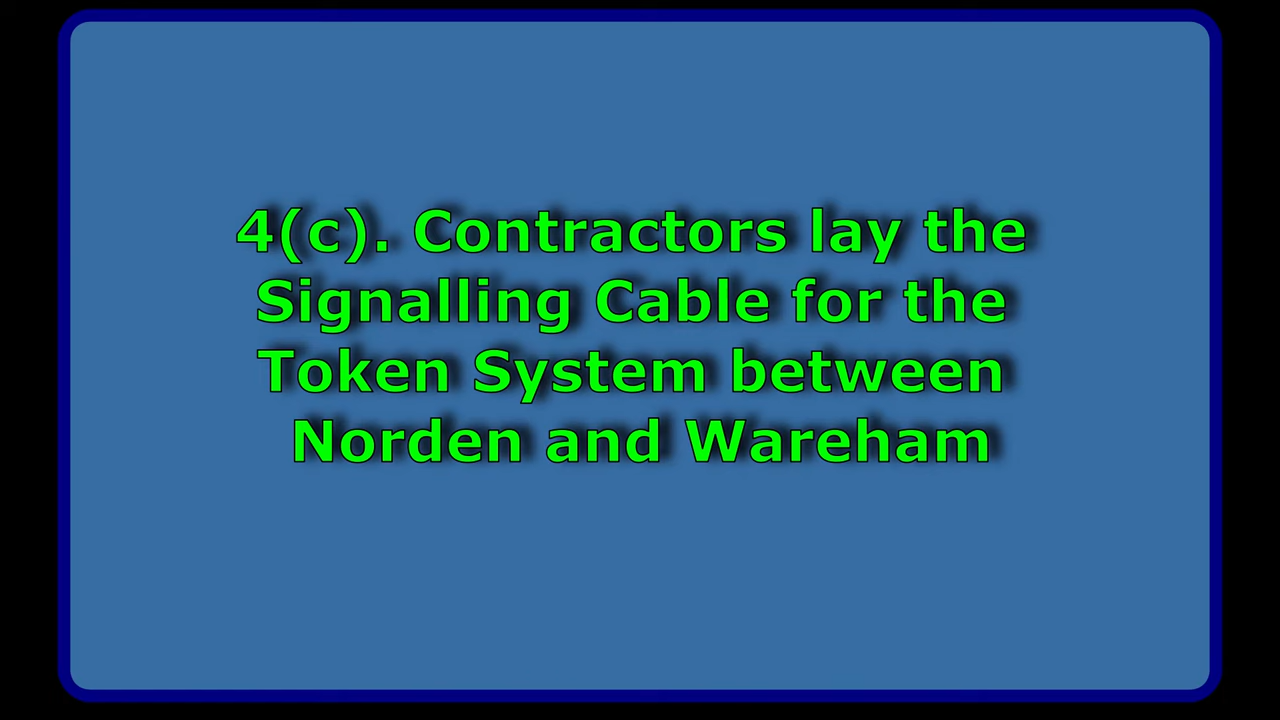 4(c). Contractors lay the
Signalling Cable for the
Token System between
Norden and Wareham